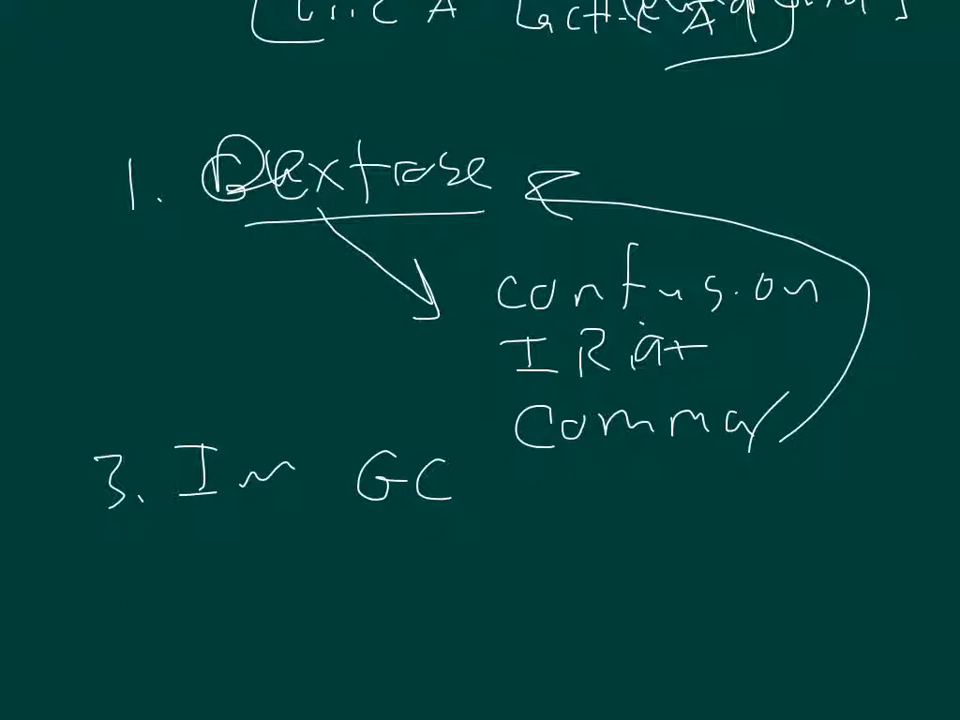 1. Dextrose
confusion
IRat
comma
3. Im GC